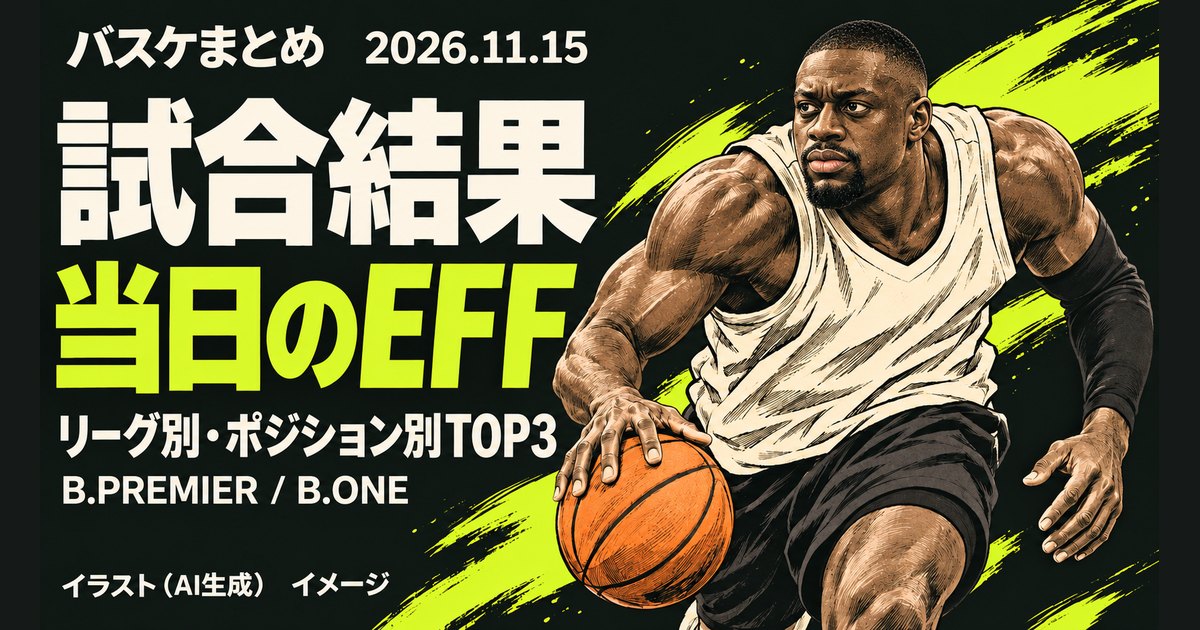 バスケまとめ 2026.11.15
試合結果
当日のEFF
リーグ別・ポジション別TOP3
B.PREMIER / B.ONE
イラスト(AI生成) イメージ